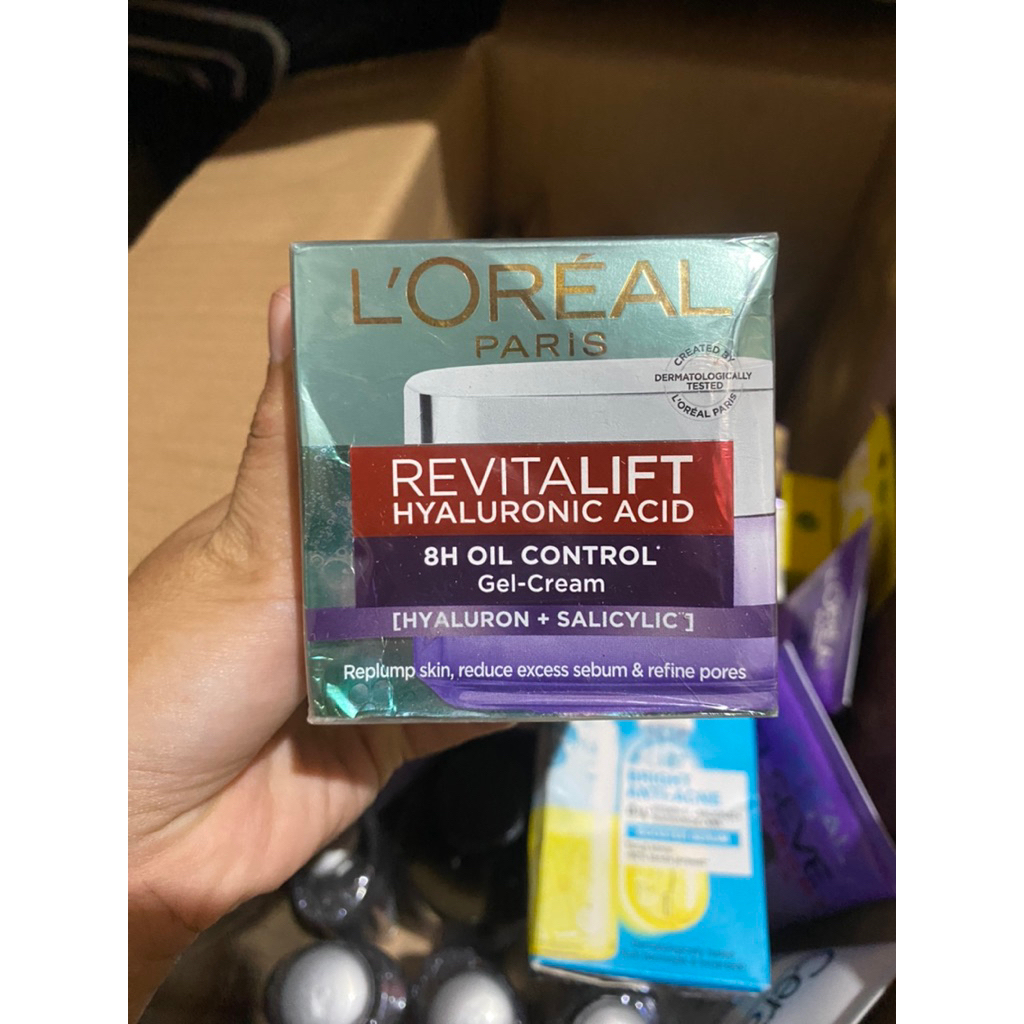 L'ORÉAL
PARiS
CREATED BY
DERMATOLOGICALLY
TESTED
L'ORÉAL PARIS
REVITALIFT
HYALURONIC ACID
8H OIL CONTROL*
Gel-Cream
[HYALURON + SALICYLIC**]
Replump skin, reduce excess sebum & refine pores
BRIGHT
ANTI-ACNE